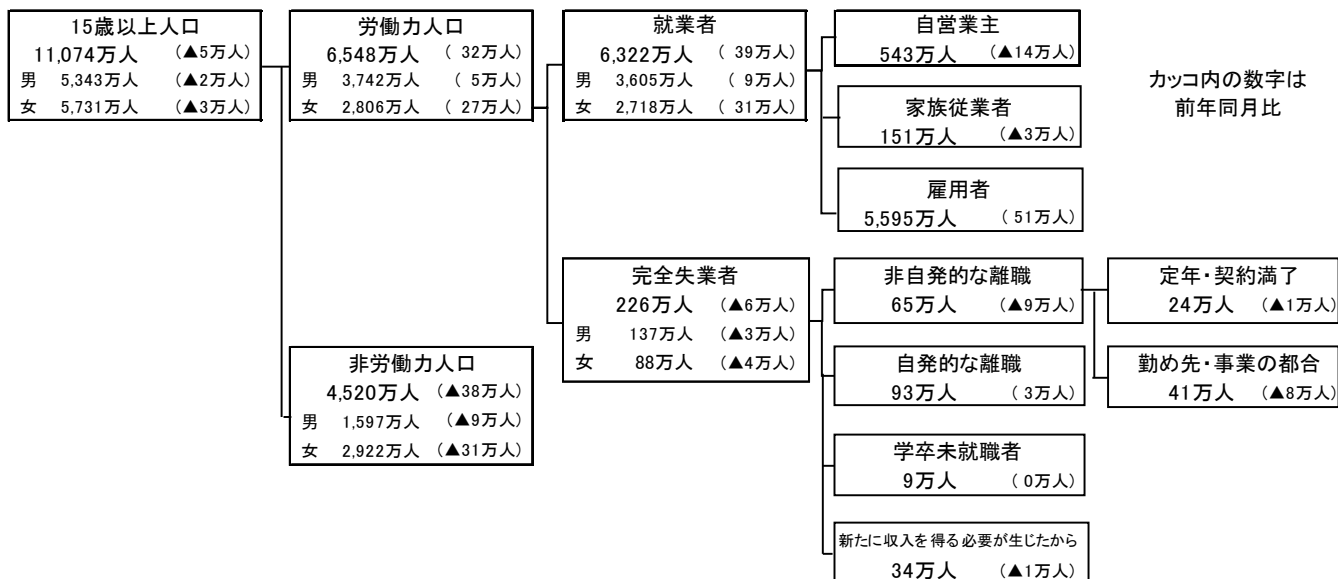 15歳以上人口
11,074万人 (▲5万人)
男 5,343万人 (▲2万人)
女 5,731万人 (▲3万人)
労働力人口
6,548万人 ( 32万人)
男 3,742万人 ( 5万人)
女 2,806万人 ( 27万人)
就業者
6,322万人 ( 39万人)
男 3,605万人 ( 9万人)
女 2,718万人 ( 31万人)
自営業主
543万人 (▲14万人)
カッコ内の数字は
前年同月比
家族従業者
151万人 (▲3万人)
雇用者
5,595万人 ( 51万人)
完全失業者
226万人 (▲6万人)
男 137万人 (▲3万人)
女 88万人 (▲4万人)
非自発的な離職
65万人 (▲9万人)
定年・契約満了
24万人 (▲1万人)
非労働力人口
4,520万人 (▲38万人)
男 1,597万人 (▲9万人)
女 2,922万人 (▲31万人)
自発的な離職
93万人 ( 3万人)
勤め先・事業の都合
41万人 (▲8万人)
学卒未就職者
9万人 ( 0万人)
新たに収入を得る必要が生じたから
34万人 (▲1万人)